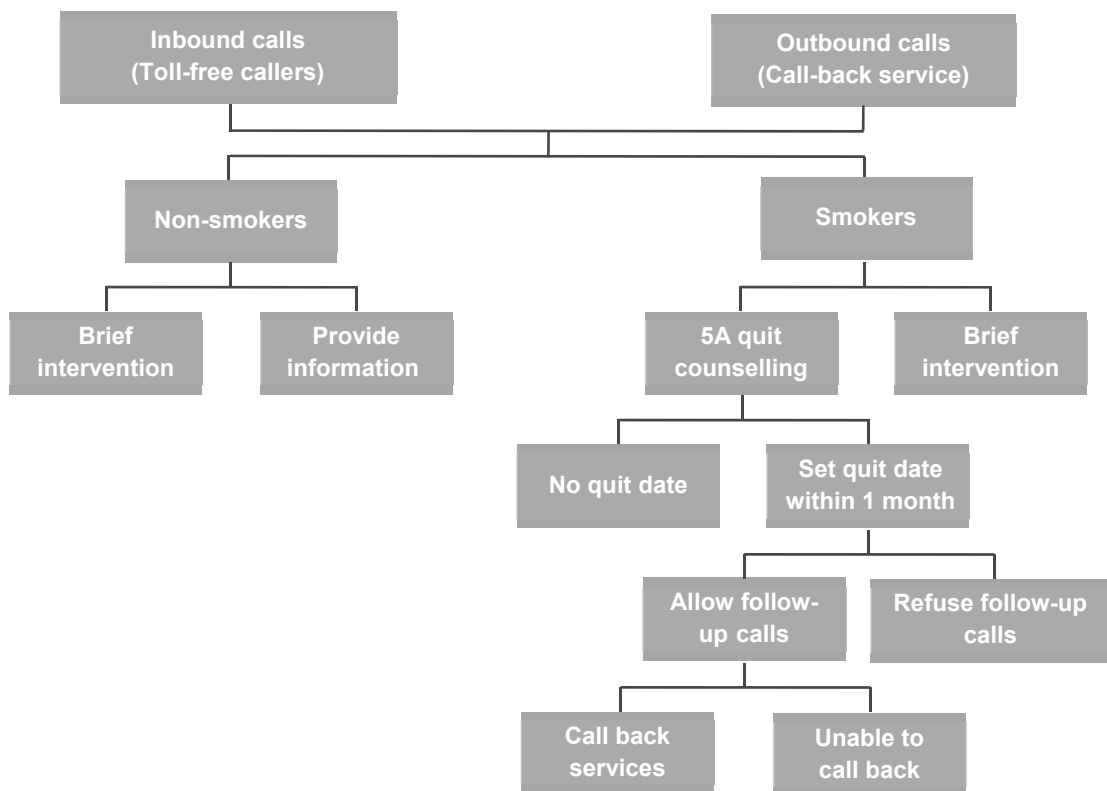 Inbound calls
(Toll-free callers)
Outbound calls
(Call-back service)
Non-smokers
Smokers
Brief
intervention
Provide
information
5A quit
counselling
Brief
intervention
No quit date
Set quit date
within 1 month
Allow follow-
up calls
Refuse follow-up
calls
Call back
services
Unable to
call back